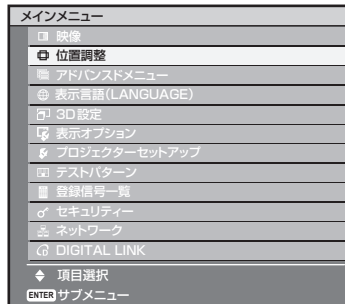 メインメニュー
映像
位置調整
アドバンスドメニュー
表示言語(LANGUAGE)
3D設定
表示オプション
プロジェクターセットアップ
テストパターン
登録信号一覧
セキュリティー
ネットワーク
DIGITAL LINK
項目選択
ENTER サブメニュー